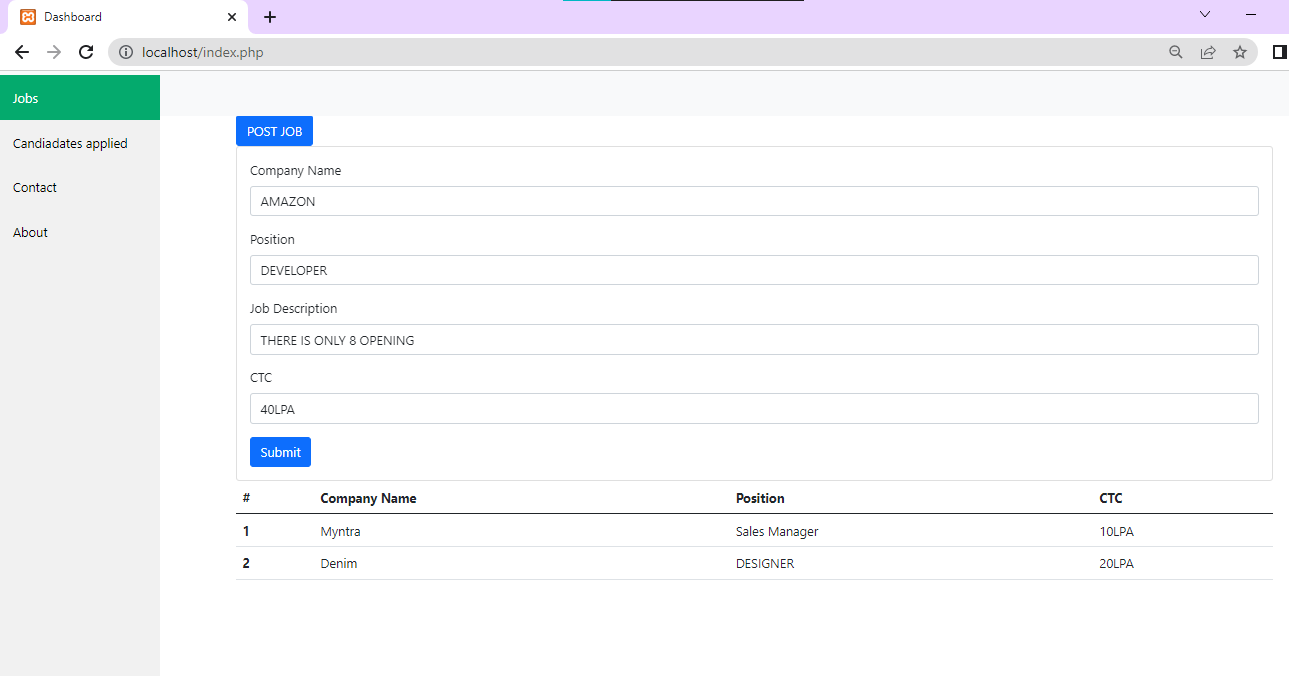 Dashboard
localhost/index.php
Jobs
Candiadates applied
Contact
About
POST JOB
Company Name
AMAZON
Position
DEVELOPER
Job Description
THERE IS ONLY 8 OPENING
CTC
40LPA
Submit
# Company Name Position CTC
1 Myntra Sales Manager 10LPA
2 Denim DESIGNER 20LPA